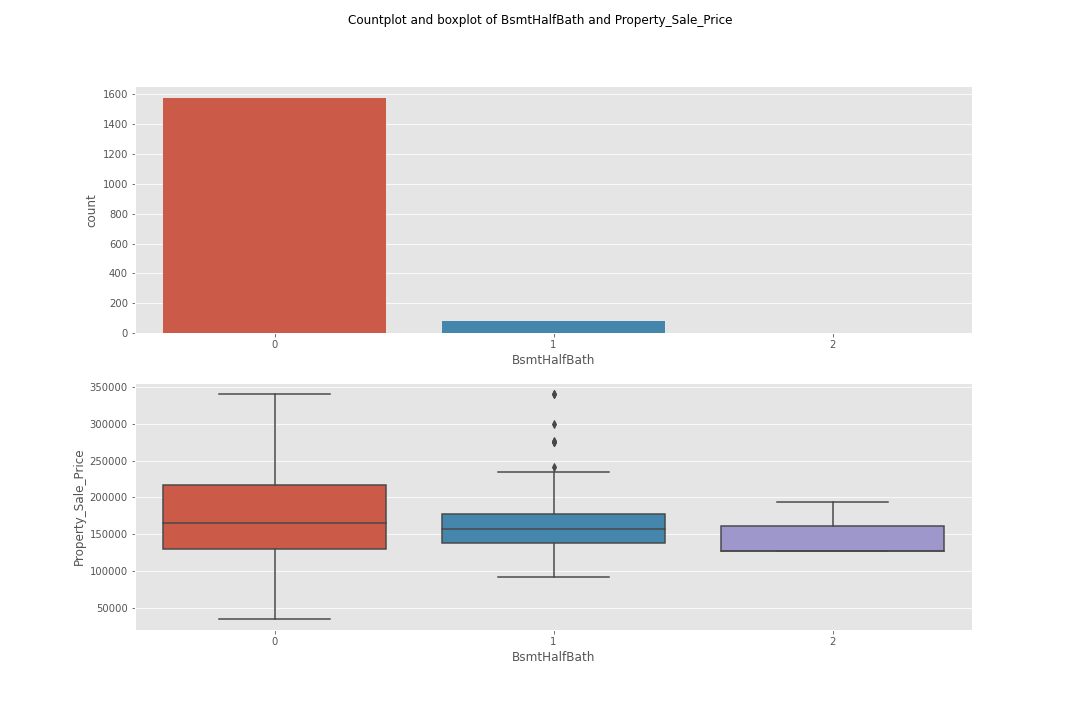 Countplot and boxplot of BsmtHalfBath and Property_Sale_Price
1600
1400
1200
1000
800
600
400
200
0
count
0 1 2
BsmtHalfBath
350000
300000
250000
200000
150000
100000
50000
Property_Sale_Price
0 1 2
BsmtHalfBath